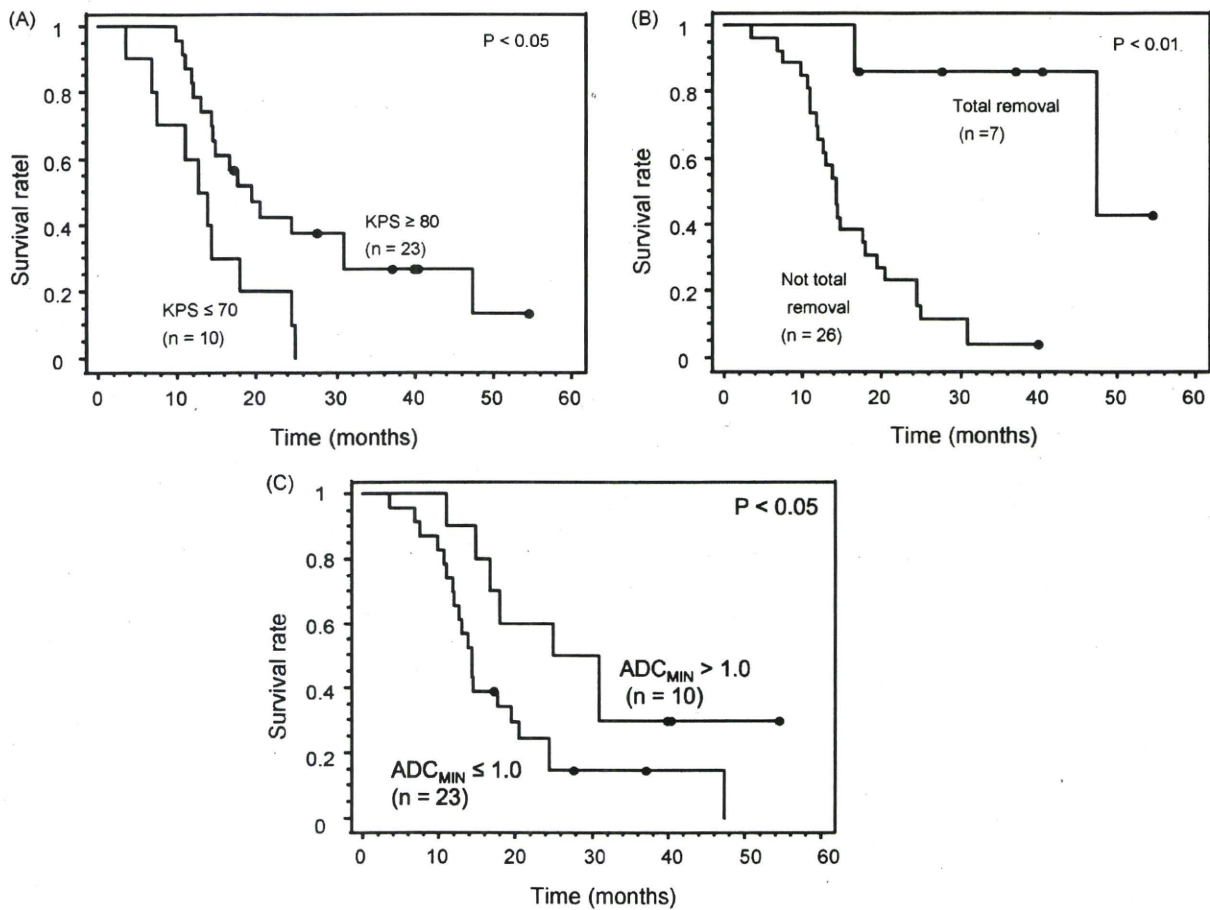 (A)
P < 0.05
1
0.8
0.6
0.4
0.2
0
Survival ratel
KPS ≥ 80
(n = 23)
KPS ≤ 70
(n = 10)
0 10 20 30 40 50 60
Time (months)
(B)
P < 0.01
1
0.8
0.6
0.4
0.2
0
Survival rate
Total removal
(n =7)
Not total
removal
(n = 26)
0 10 20 30 40 50 60
Time (months)
(C)
P < 0.05
1
0.8
0.6
0.4
0.2
0
Survival rate
ADCMIN > 1.0
(n = 10)
ADCMIN ≤ 1.0
(n = 23)
0 10 20 30 40 50 60
Time (months)